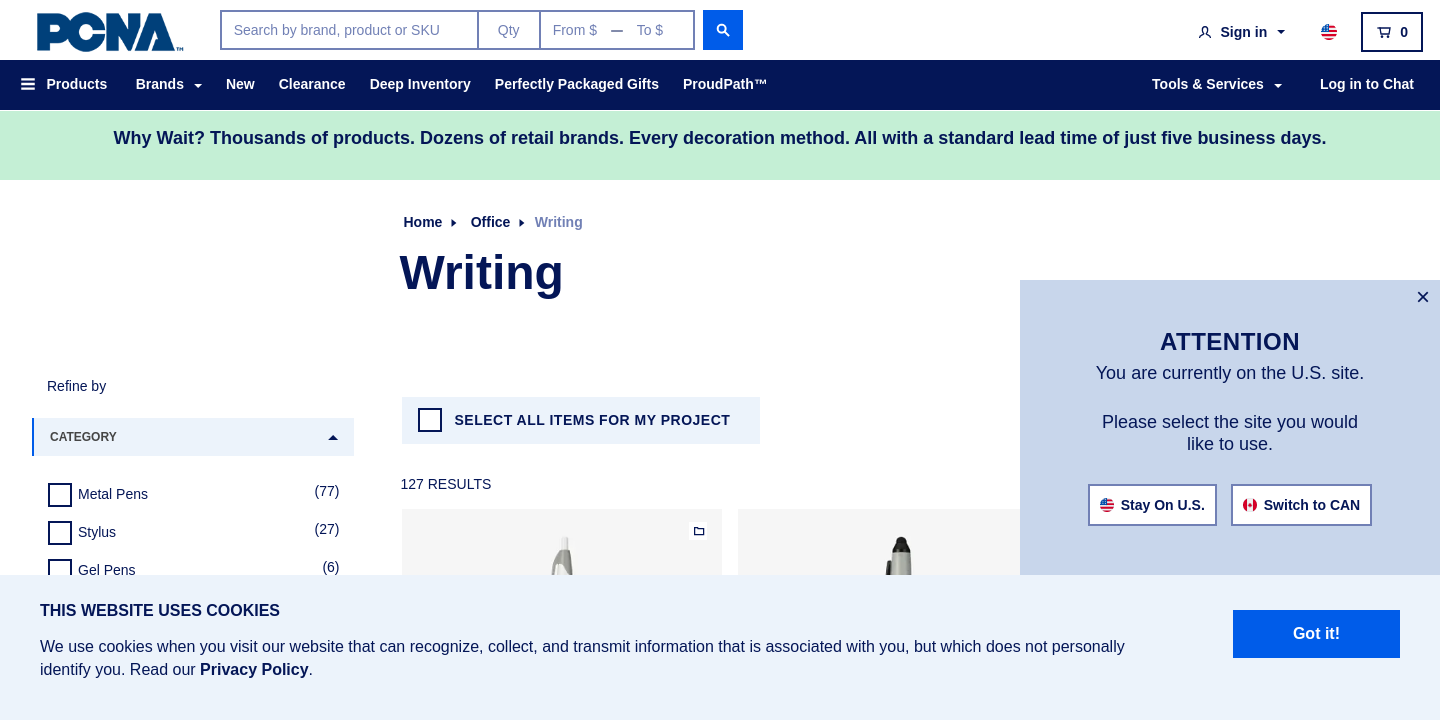 PCNA™
Search by brand, product or SKU
Qty
From $ — To $
Sign in
0
Products
Brands
New
Clearance
Deep Inventory
Perfectly Packaged Gifts
ProudPath™
Tools & Services
Log in to Chat
Why Wait? Thousands of products. Dozens of retail brands. Every decoration method. All with a standard lead time of just five business days.
Home
Office
Writing
Writing
Refine by
CATEGORY
Metal Pens (77)
Stylus (27)
Gel Pens (6)
SELECT ALL ITEMS FOR MY PROJECT
127 RESULTS
×
ATTENTION
You are currently on the U.S. site.
Please select the site you would
like to use.
Stay On U.S.
Switch to CAN
THIS WEBSITE USES COOKIES
We use cookies when you visit our website that can recognize, collect, and transmit information that is associated with you, but which does not personally
identify you. Read our Privacy Policy.
Got it!